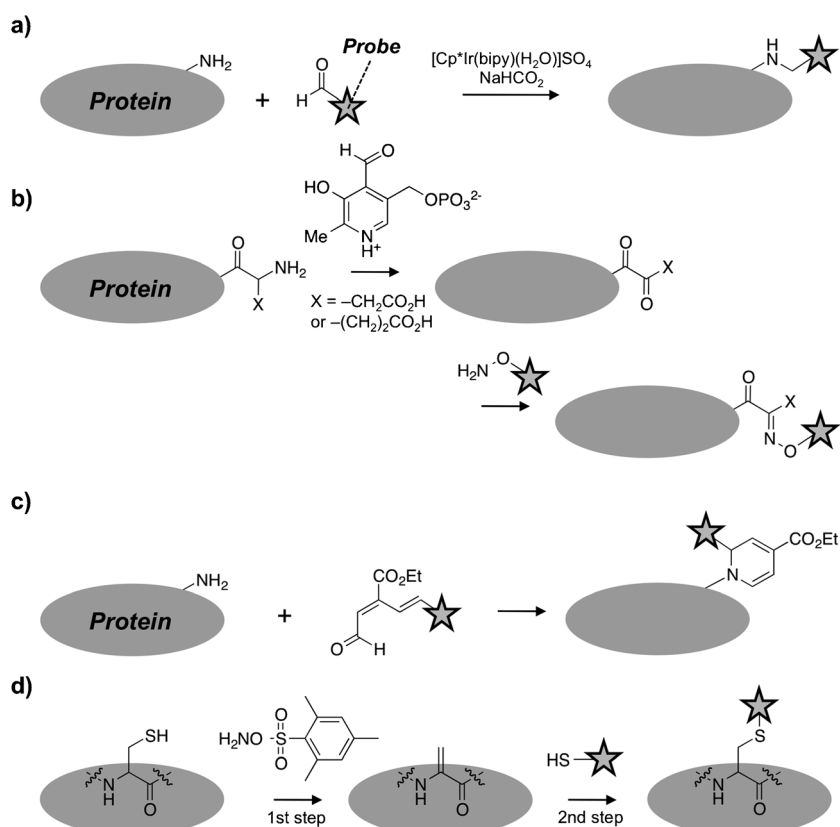 a)
NH2
Protein
+
O
H
Probe
[Cp*Ir(bipy)(H2O)]SO4
NaHCO2
H
N
b)
H
O
HO
OPO3 2-
Me
N
H+
O
NH2
X
Protein
X = –CH2CO2H
or –(CH2)2CO2H
O
X
O
H2N
O
O
X
N
O
c)
NH2
Protein
+
CO2Et
O
H
CO2Et
N
d)
SH
N
H
O
H2NO
O
S
O
1st step
N
H
O
HS
2nd step
S
N
H
O